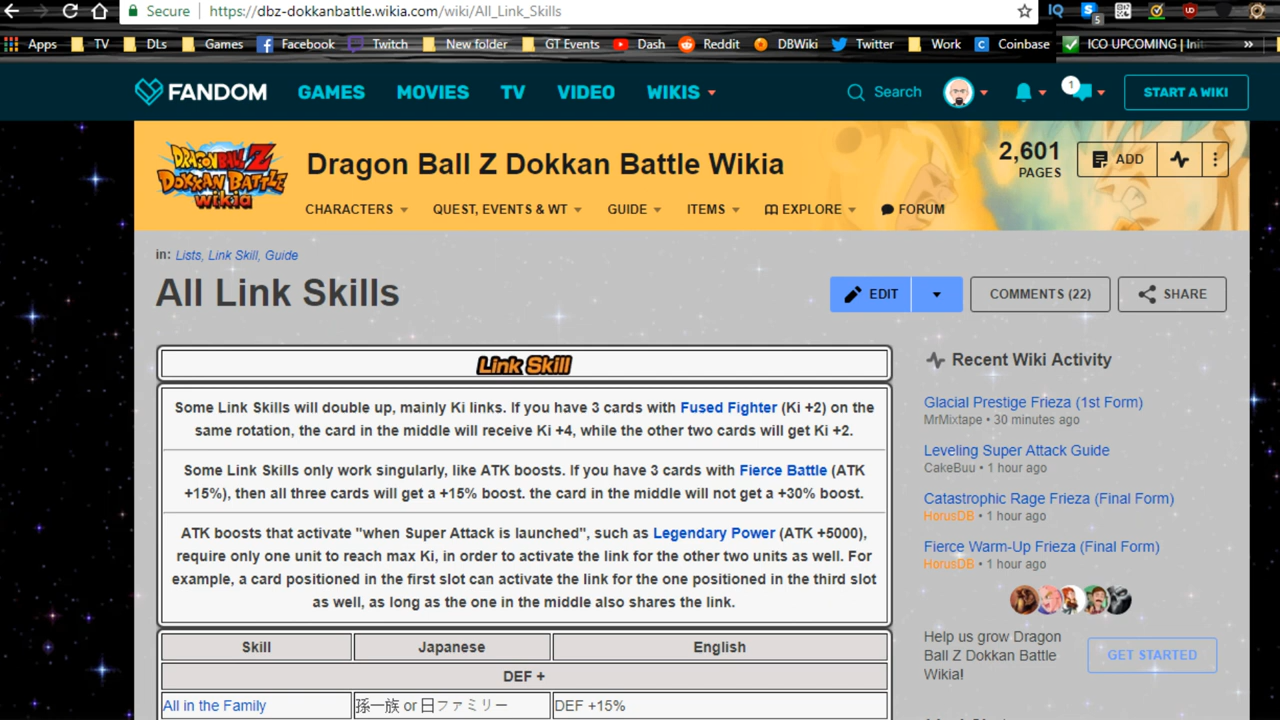 Secure https://dbz-dokkanbattle.wikia.com/wiki/All_Link_Skills
5
Apps TV DLs Games Facebook Twitch New folder GT Events Dash Reddit DBWiki Twitter Work Coinbase ICO UPCOMING | Init »
FANDOM GAMES MOVIES TV VIDEO WIKIS Search 1 START A WIKI
DRAGONBALL Z
DOKKAN BATTLE
wikia
Dragon Ball Z Dokkan Battle Wikia
2,601
PAGES
ADD
CHARACTERS QUEST, EVENTS & WT GUIDE ITEMS EXPLORE FORUM
in: Lists, Link Skill, Guide
All Link Skills
EDIT COMMENTS (22) SHARE
Link Skill
Some Link Skills will double up, mainly Ki links. If you have 3 cards with Fused Fighter (Ki +2) on the
same rotation, the card in the middle will receive Ki +4, while the other two cards will get Ki +2.
Some Link Skills only work singularly, like ATK boosts. If you have 3 cards with Fierce Battle (ATK
+15%), then all three cards will get a +15% boost. the card in the middle will not get a +30% boost.
ATK boosts that activate "when Super Attack is launched", such as Legendary Power (ATK +5000),
require only one unit to reach max Ki, in order to activate the link for the other two units as well. For
example, a card positioned in the first slot can activate the link for the one positioned in the third slot
as well, as long as the one in the middle also shares the link.
Skill Japanese English
DEF +
All in the Family 孫一族 or 日ファミリー DEF +15%
Recent Wiki Activity
Glacial Prestige Frieza (1st Form)
MrMixtape • 30 minutes ago
Leveling Super Attack Guide
CakeBuu • 1 hour ago
Catastrophic Rage Frieza (Final Form)
HorusDB • 1 hour ago
Fierce Warm-Up Frieza (Final Form)
HorusDB • 1 hour ago
Help us grow Dragon
Ball Z Dokkan Battle
Wikia!
GET STARTED